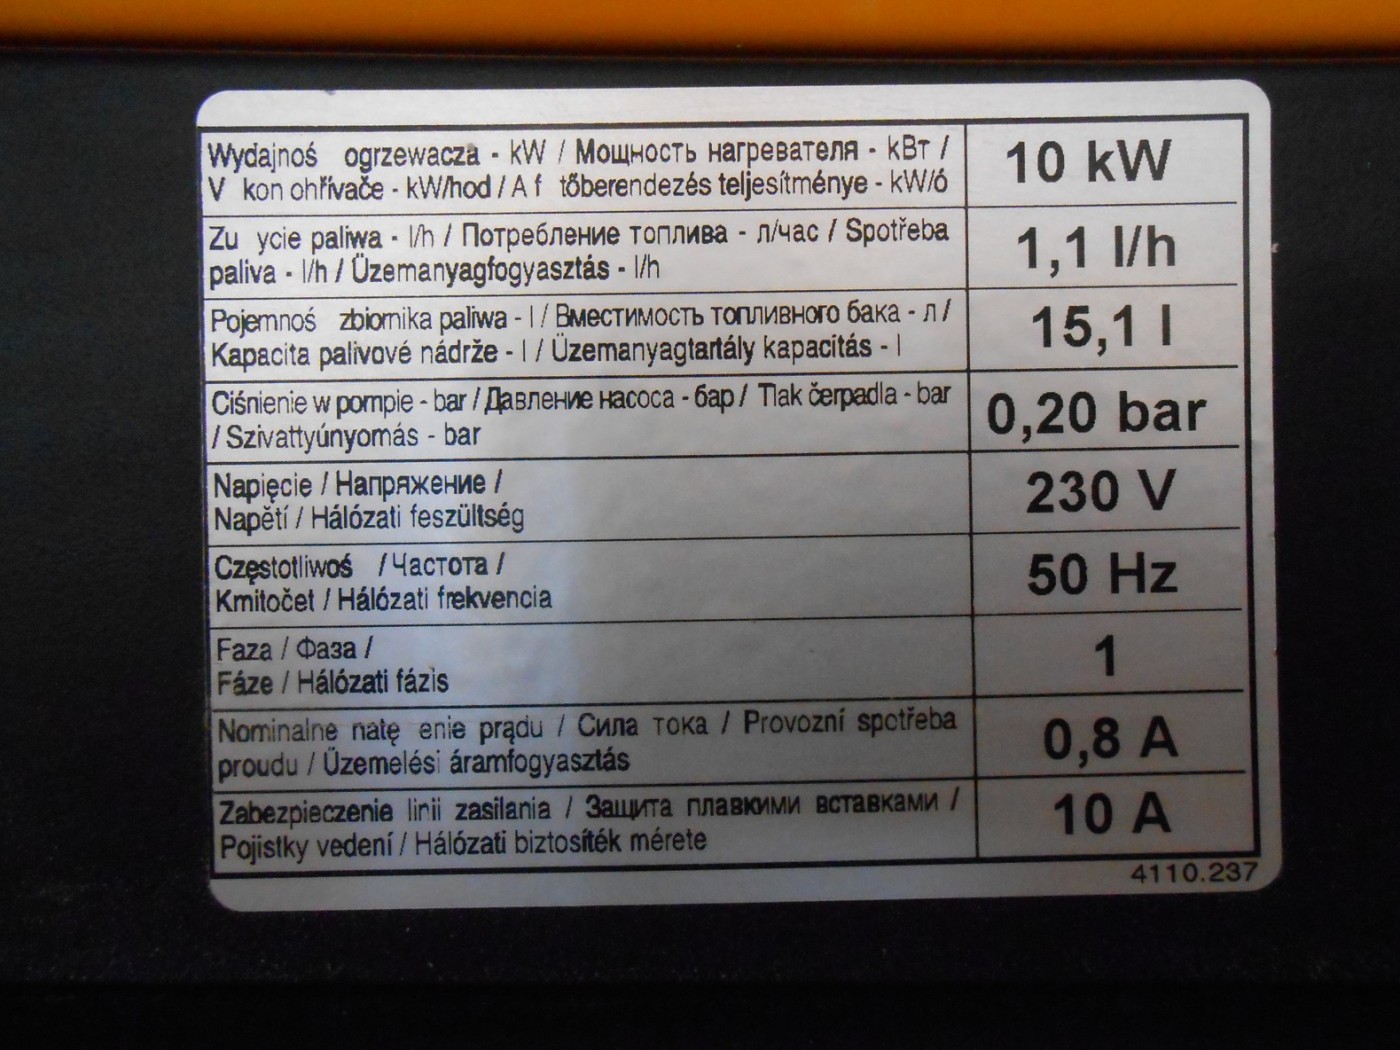 Wydajnoś ogrzewacza - kW / Мощность нагревателя - kВт /
V kon ohřívače - kW/hod / A f tőberendezés teljesítménye - kW/ó
10 kW
Zu ycie paliwa - l/h / Потребление топлива - л/час / Spotřeba
paliva - l/h / Üzemanyagfogyasztás - l/h
1,1 l/h
Pojemnoś zbiornika paliwa - l / Вместимость топливного бака - л /
Kapacita palivové nádrže - l / Üzemanyagtartály kapacitás - l
15,1 l
Ciśnienie w pompie - bar / Давление насоса - бар / Tlak čerpadla - bar
/ Szivattyúnyomás - bar
0,20 bar
Napięcie / Напряжение /
Napětí / Hálózati feszültség
230 V
Częstotliwoś / Частота /
Kmitočet / Hálózati frekvencia
50 Hz
Faza / Фаза /
Fáze / Hálózati fázis
1
Nominalne natę enie prądu / Сила тока / Provozní spotřeba
proudu / Üzemelési áramfogyasztás
0,8 A
Zabezpieczenie linii zasilania / Защита плавкими вставками /
Pojistky vedení / Hálózati biztosíték mérete
10 A
4110.237